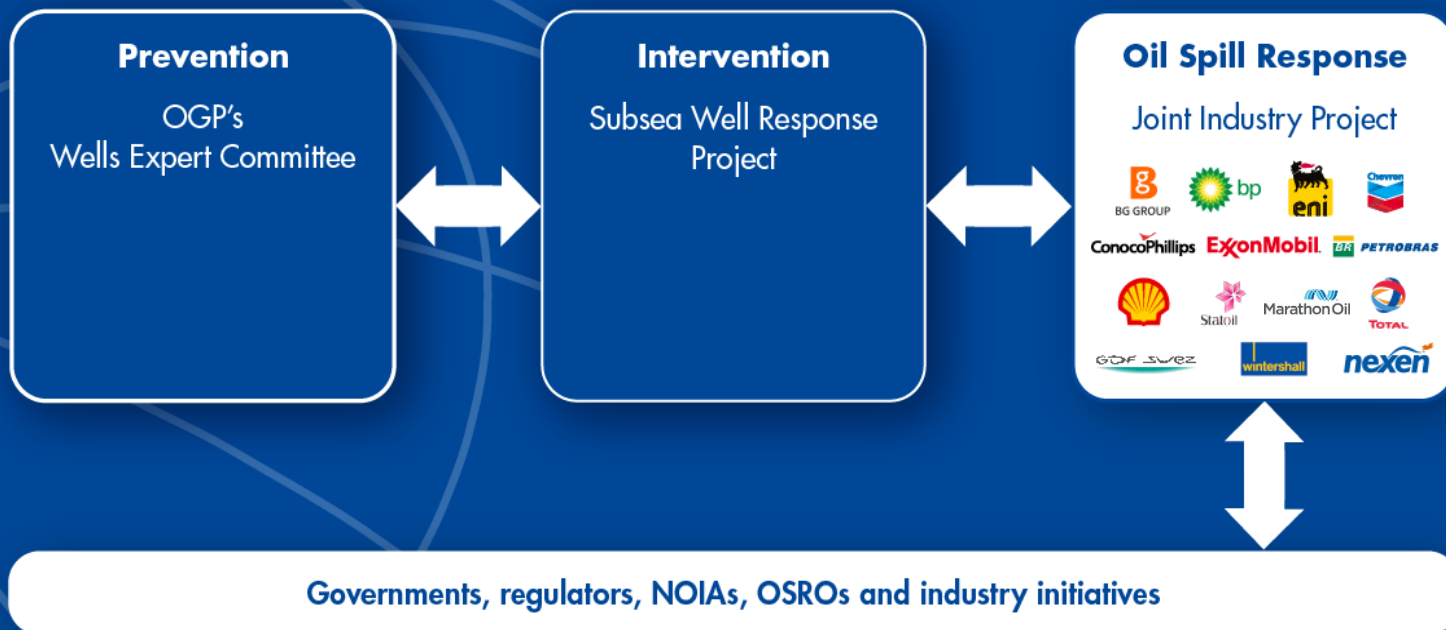 Prevention
OGP's
Wells Expert Committee
Intervention
Subsea Well Response
Project
Oil Spill Response
Joint Industry Project
BG GROUP
bp
eni
Chevron
ConocoPhillips
ExxonMobil
BR PETROBRAS
Statoil
Marathon Oil
TOTAL
GDF SUEZ
wintershall
nexen
Governments, regulators, NOIAs, OSROs and industry initiatives